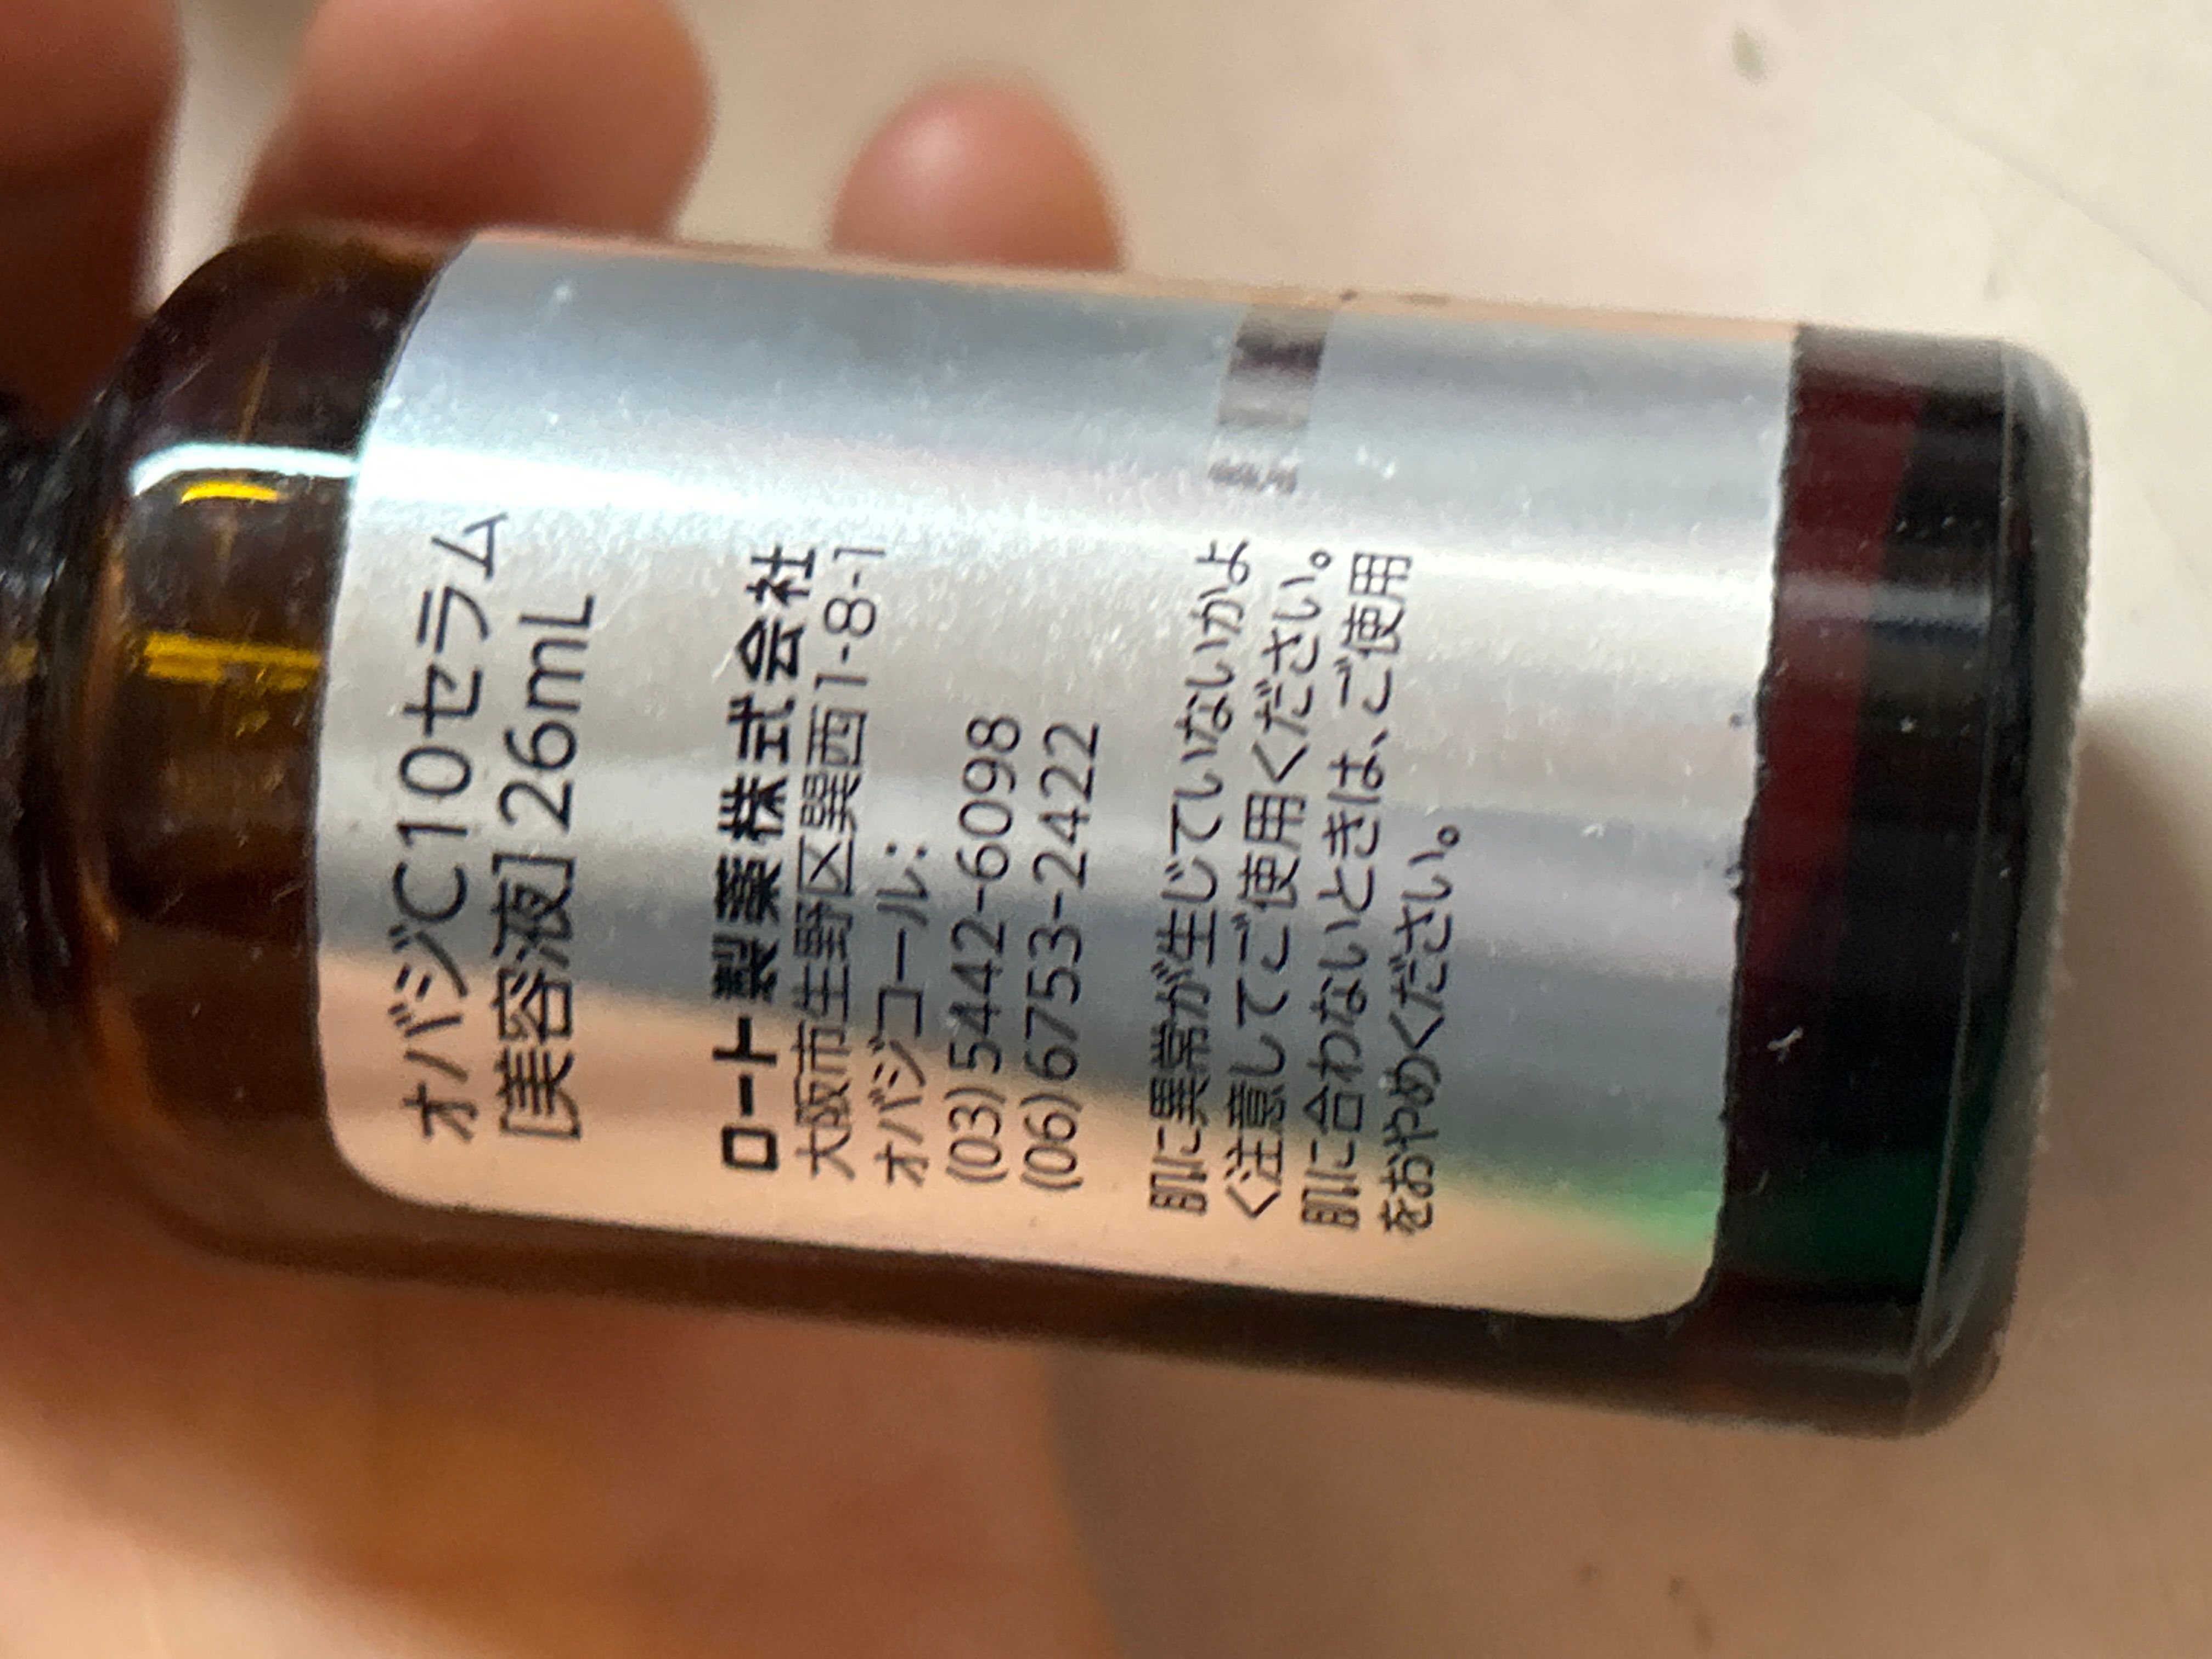 オバジC10セラム
[美容液] 26mL
ロート製薬株式会社
大阪市生野区巽西1-8-1
オバジコール:
(03)5442-6098
(06)6753-2422
肌に異常が生じていないかよ
く注意してご使用ください。
肌に合わないときは、ご使用
をおやめください。